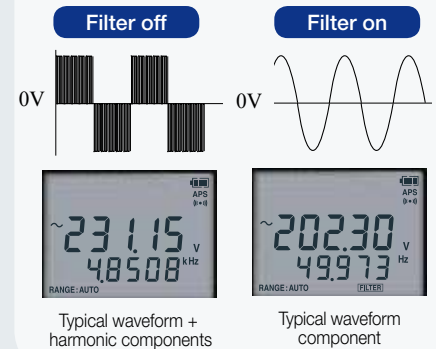 Filter off
Filter on
0V
0V
APS
~231.15 V
4.8508 kHz
RANGE: AUTO
APS
~202.30 V
49.973 Hz
RANGE: AUTO FILTER
Typical waveform +
harmonic components
Typical waveform
component